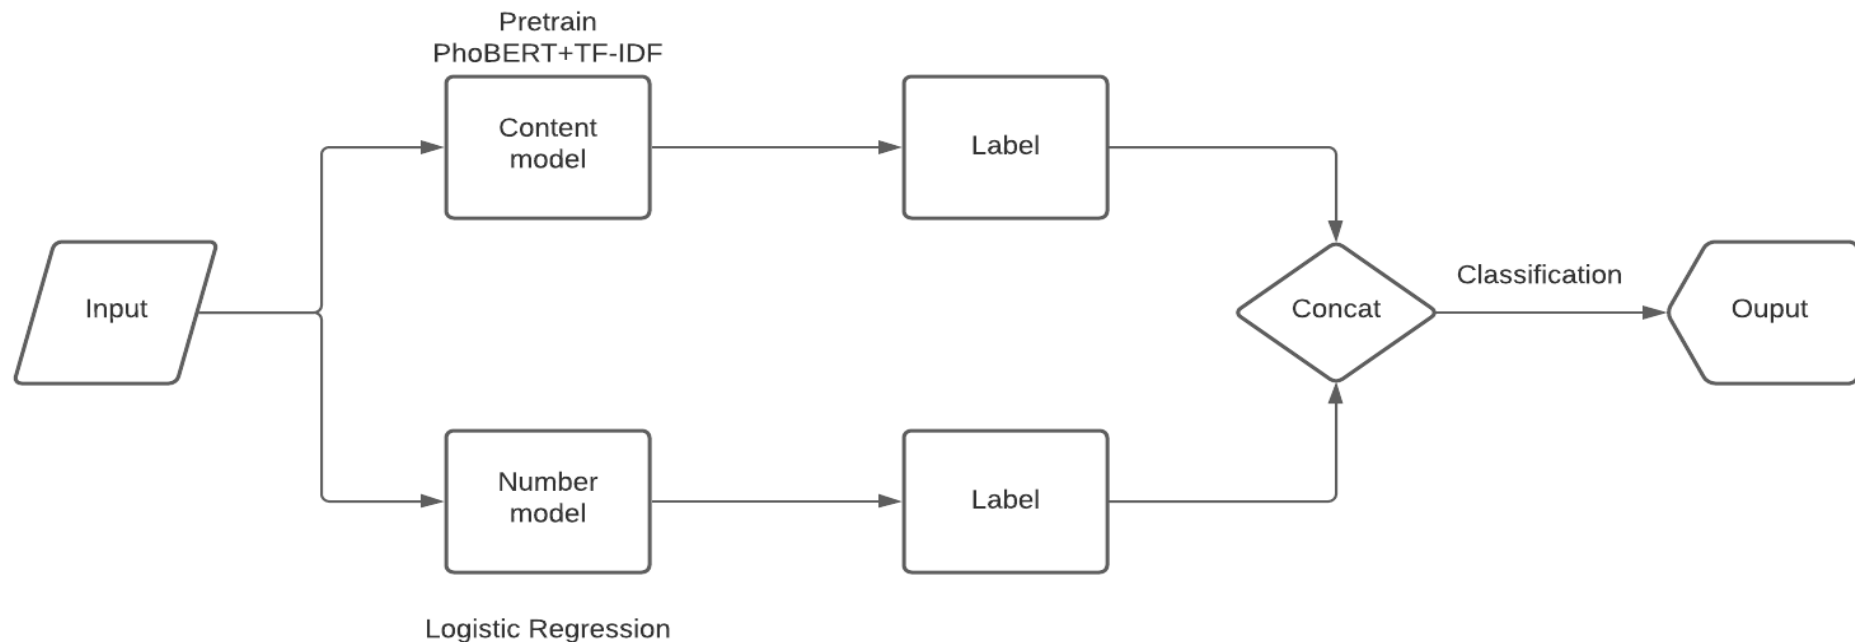 Pretrain
PhoBERT+TF-IDF
Content
model
Label
Input
Concat
Classification
Ouput
Number
model
Label
Logistic Regression